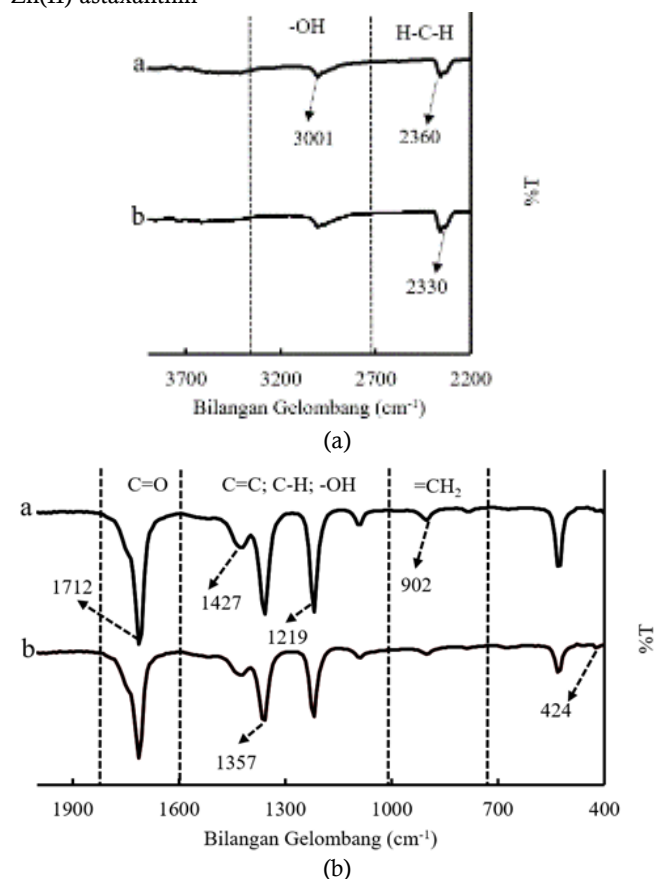 Zn(II)-astaxanthin
-OH H-C-H
a
3001 2360
%T
b
2330
3700 3200 2700 2200
Bilangan Gelombang (cm⁻¹)
(a)
C=O C=C; C-H; -OH =CH₂
a
1712 1427 1219 902
%T
b
1357 424
1900 1600 1300 1000 700 400
Bilangan Gelombang (cm⁻¹)
(b)